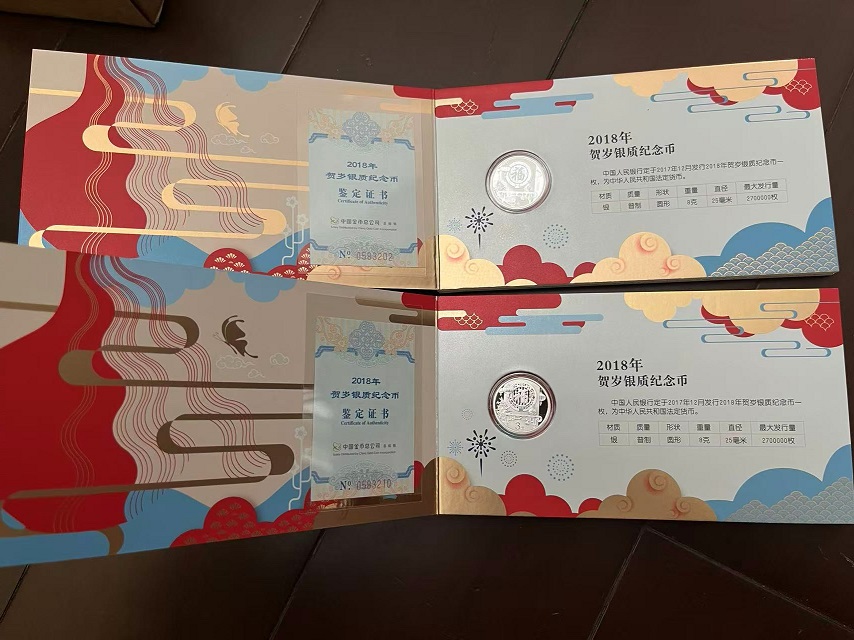 2018年
贺岁银质纪念币
鉴定证书
Certificate of Authenticity
中国金币总公司
№ 0593202
福
2018年
贺岁银质纪念币
中国人民银行定于2017年12月发行2018年贺岁银质纪念币一
枚，为中华人民共和国法定货币。
材质 质量 形状 重量 直径 最大发行量
银 普制 圆形 8克 25毫米 2700000枚
2018年
贺岁银质纪念币
鉴定证书
Certificate of Authenticity
中国金币总公司
№ 0593210
2018年
贺岁银质纪念币
中国人民银行定于2017年12月发行2018年贺岁银质纪念币一
枚，为中华人民共和国法定货币。
材质 质量 形状 重量 直径 最大发行量
银 普制 圆形 8克 25毫米 2700000枚